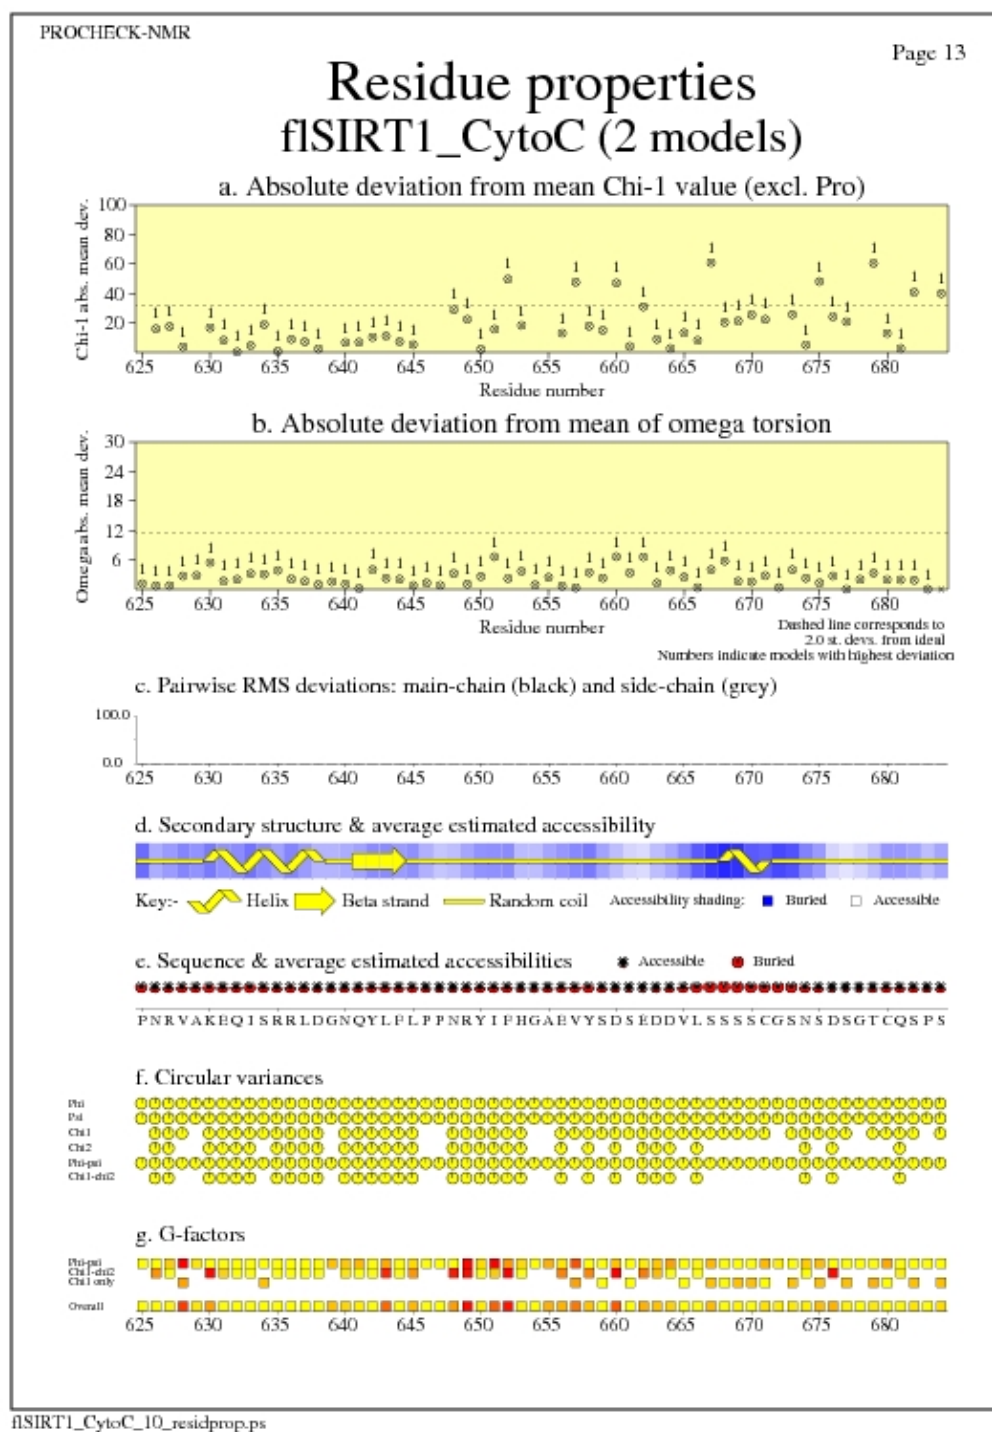 PROCHECK-NMR
Page 13
Residue properties
flSIRT1_CytoC (2 models)
a. Absolute deviation from mean Chi-1 value (excl. Pro)
Chi-1 abs. mean dev.
100
80
60
40
20
625 630 635 640 645 650 655 660 665 670 675 680
Residue number
b. Absolute deviation from mean of omega torsion
Omega abs. mean dev.
30
24
18
12
6
625 630 635 640 645 650 655 660 665 670 675 680
Residue number
Dashed line corresponds to
2.0 st. devs. from ideal
Numbers indicate models with highest deviation
c. Pairwise RMS deviations: main-chain (black) and side-chain (grey)
100.0
0.0
625 630 635 640 645 650 655 660 665 670 675 680
d. Secondary structure & average estimated accessibility
Key:- Helix Beta strand Random coil Accessibility shading: Buried Accessible
e. Sequence & average estimated accessibilities Accessible Buried
P N R V A K E Q I S R R L D G N Q Y L F L P P N R Y I F H G A E V Y S D S E D D V L S S S S C G S N S D S G T C Q S P S
f. Circular variances
Phi
Psi
Chi1
Chi2
Phi-psi
Chi1-chi2
g. G-factors
Phi-psi
Chi1-chi2
Chi1 only
Overall
625 630 635 640 645 650 655 660 665 670 675 680
flSIRT1_CytoC_10_residprop.ps